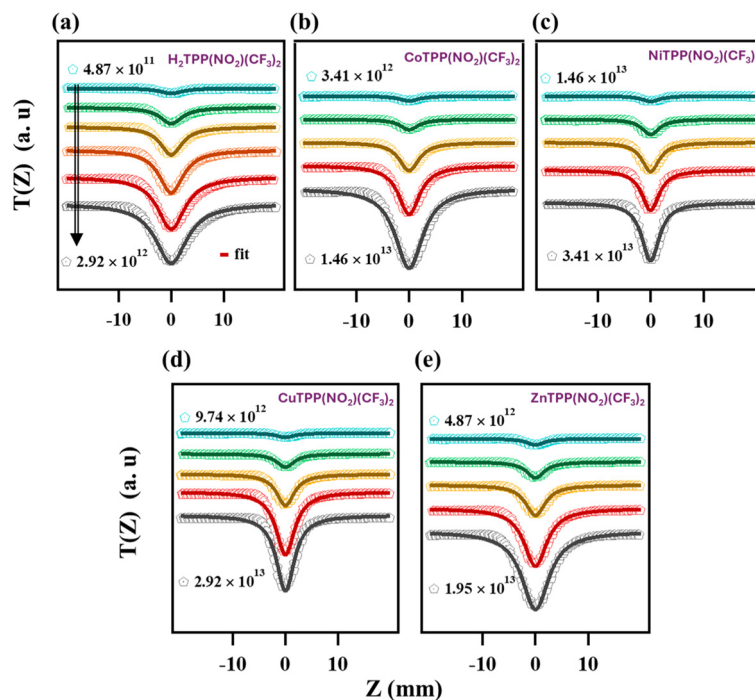 (a)
4.87 × 10¹¹
H₂TPP(NO₂)(CF₃)₂
T(Z) (a. u)
2.92 × 10¹²
fit
-10 0 10
(b)
CoTPP(NO₂)(CF₃)₂
3.41 × 10¹²
1.46 × 10¹³
-10 0 10
(c)
NiTPP(NO₂)(CF₃)
1.46 × 10¹³
3.41 × 10¹³
-10 0 10
(d)
CuTPP(NO₂)(CF₃)₂
9.74 × 10¹²
T(Z) (a. u)
2.92 × 10¹³
-10 0 10
(e)
ZnTPP(NO₂)(CF₃)₂
4.87 × 10¹²
1.95 × 10¹³
-10 0 10
Z (mm)